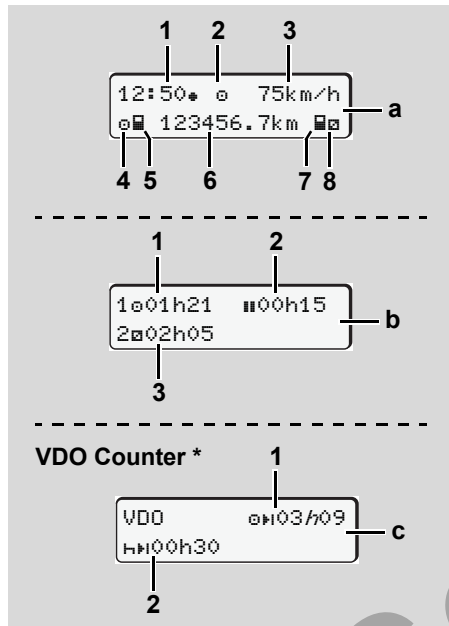 1 2 3
12:50● ⊙ 75km/h
a
⊙ 123456.7km ⧄
4 5 6 7 8
1 2
1⊙01h21 00h15
b
2⧄02h05
3
VDO Counter *
1
VDO ⊙03h09
c
00h30
2